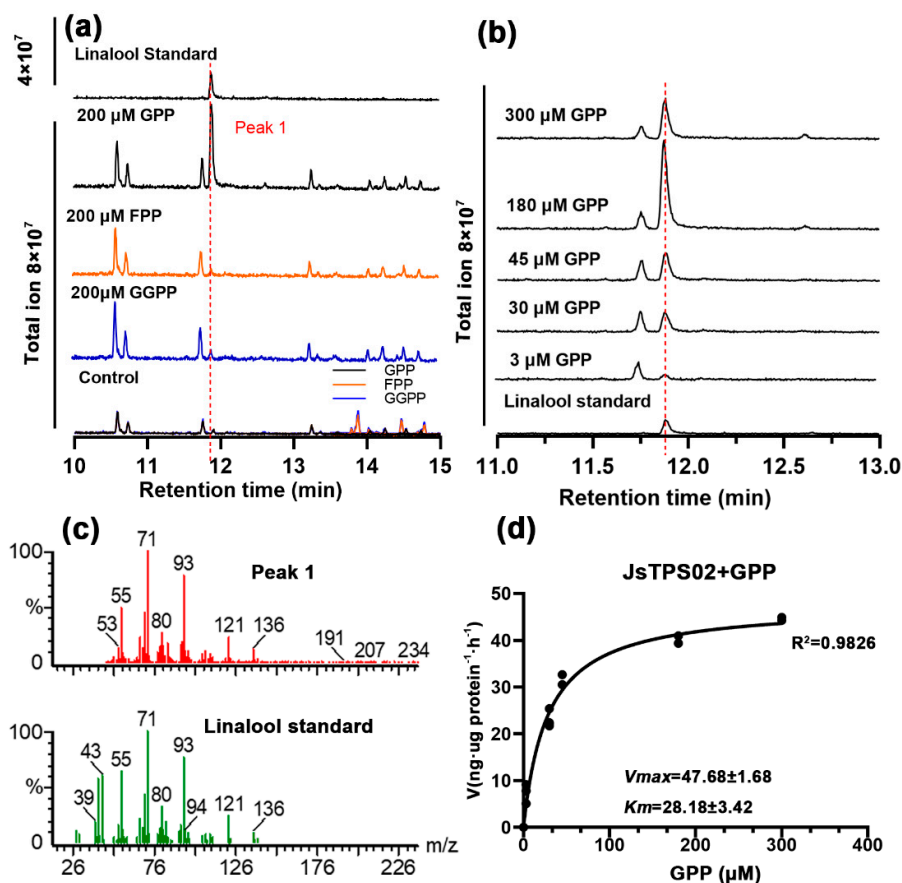 (a)
4×10⁷
Linalool Standard
200 μM GPP
Peak 1
200 μM FPP
200μM GGPP
Control
GPP
FPP
GGPP
Total ion 8×10⁷
10 11 12 13 14 15
Retention time (min)
(b)
300 μM GPP
180 μM GPP
45 μM GPP
30 μM GPP
3 μM GPP
Linalool standard
Total ion 8×10⁷
11.0 11.5 12.0 12.5 13.0
Retention time (min)
(c)
100
%
0
Peak 1
53 55 71 80 93 121 136 191 207 234
Linalool standard
100
%
0
39 43 55 71 80 93 94 121 136
26 76 126 176 226 m/z
(d)
JsTPS02+GPP
V(ng·ug protein⁻¹·h⁻¹)
50
40
30
20
10
0
R²=0.9826
Vmax=47.68±1.68
Km=28.18±3.42
0 100 200 300 400
GPP (μM)